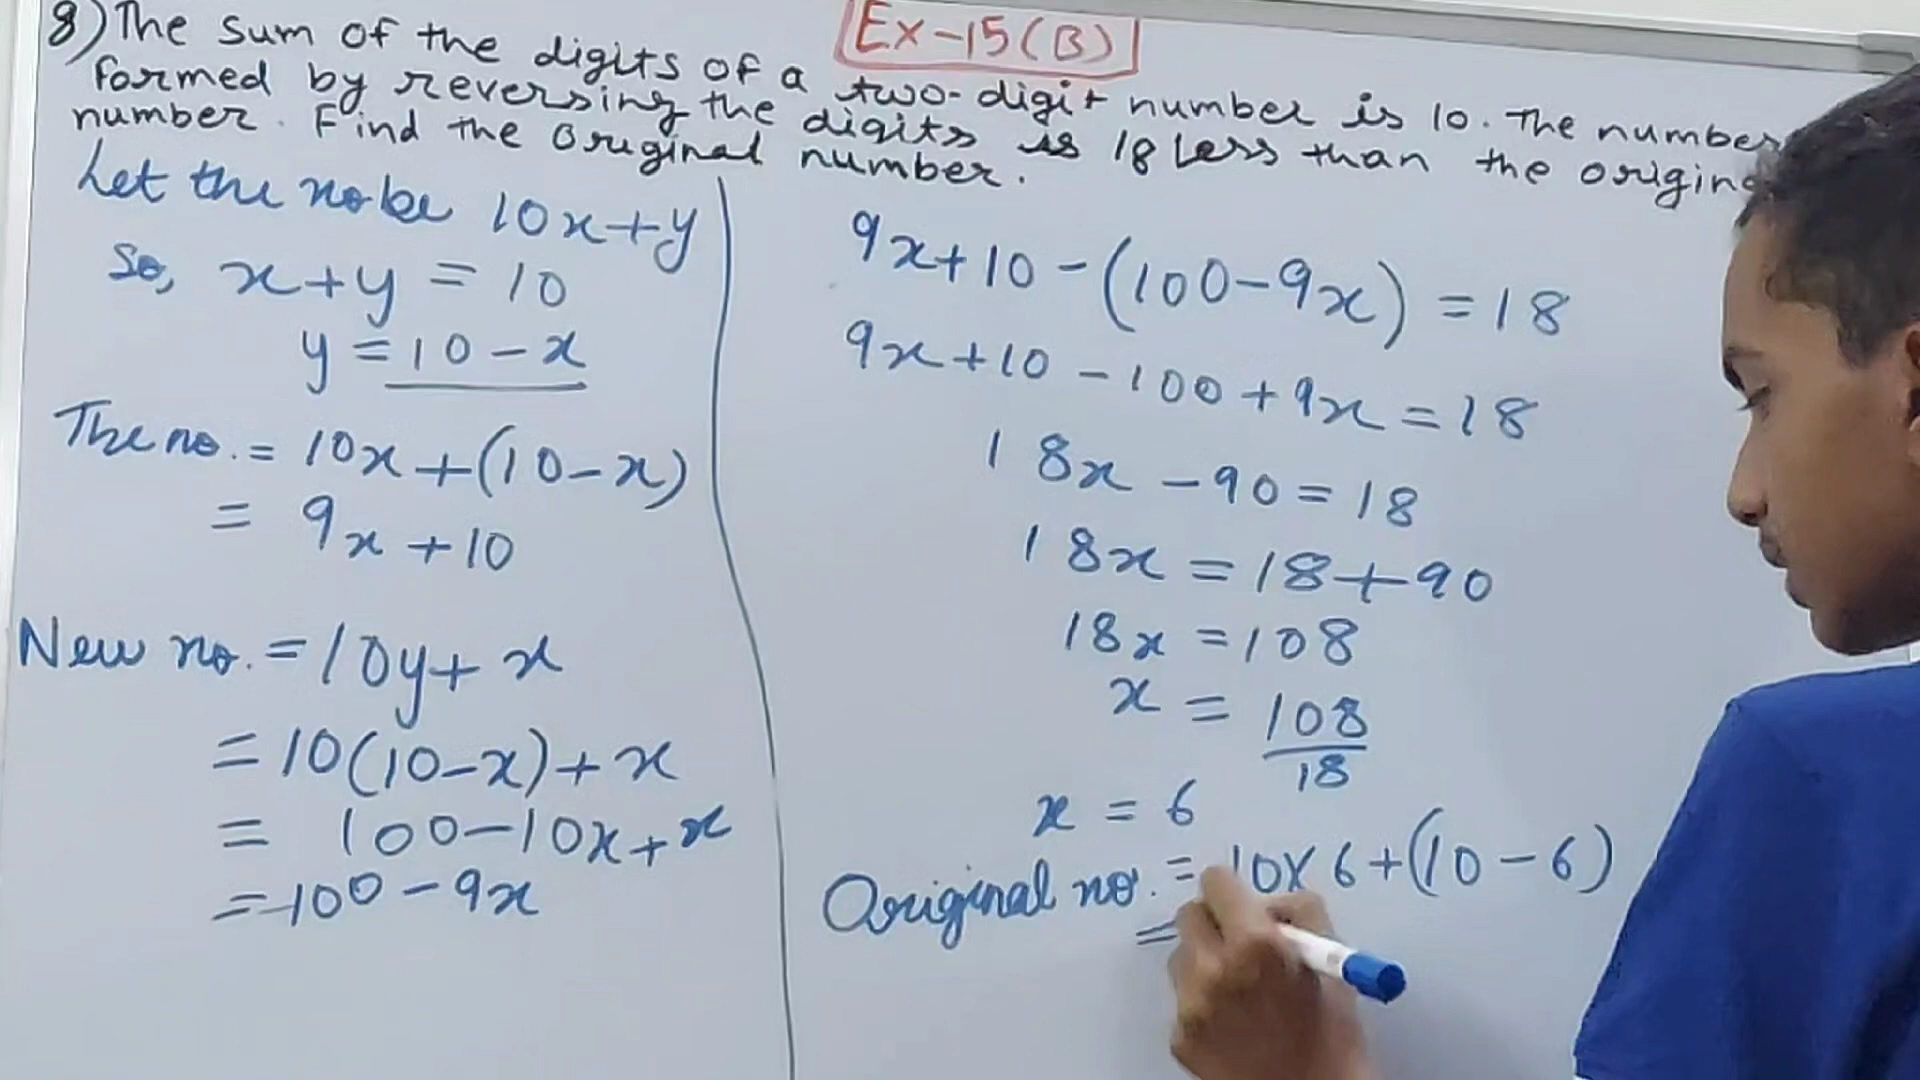 Ex-15(B)
8) The sum of the digits of a two-digit number is 10. The number
formed by reversing the digits is 18 less than the
number. Find the original number.
Let the no be 10x+y
So, x+y = 10
y = 10-x
The no. = 10x+(10-x)
= 9x+10
New no. = 10y+x
= 10(10-x)+x
= 100-10x+x
= 100-9x
9x+10-(100-9x) = 18
9x+10-100+9x = 18
18x-90 = 18
18x = 18+90
18x = 108
x = 108/18
x = 6
Original no. = 10x6+(10-6)
=